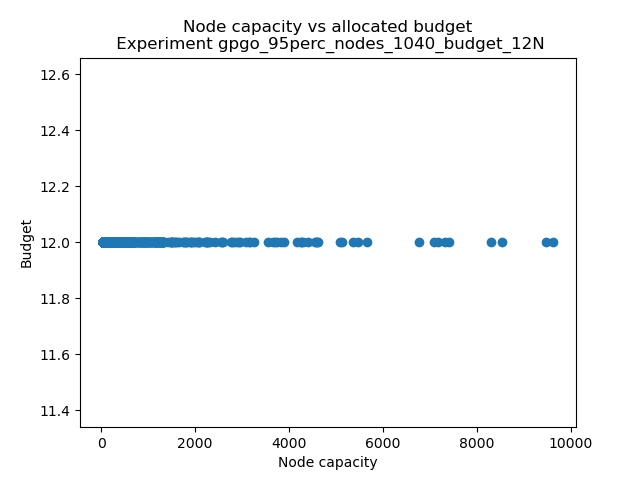 Node capacity vs allocated budget
Experiment gpgo_95perc_nodes_1040_budget_12N
12.6
12.4
12.2
12.0
11.8
11.6
11.4
Budget
0 2000 4000 6000 8000 10000
Node capacity